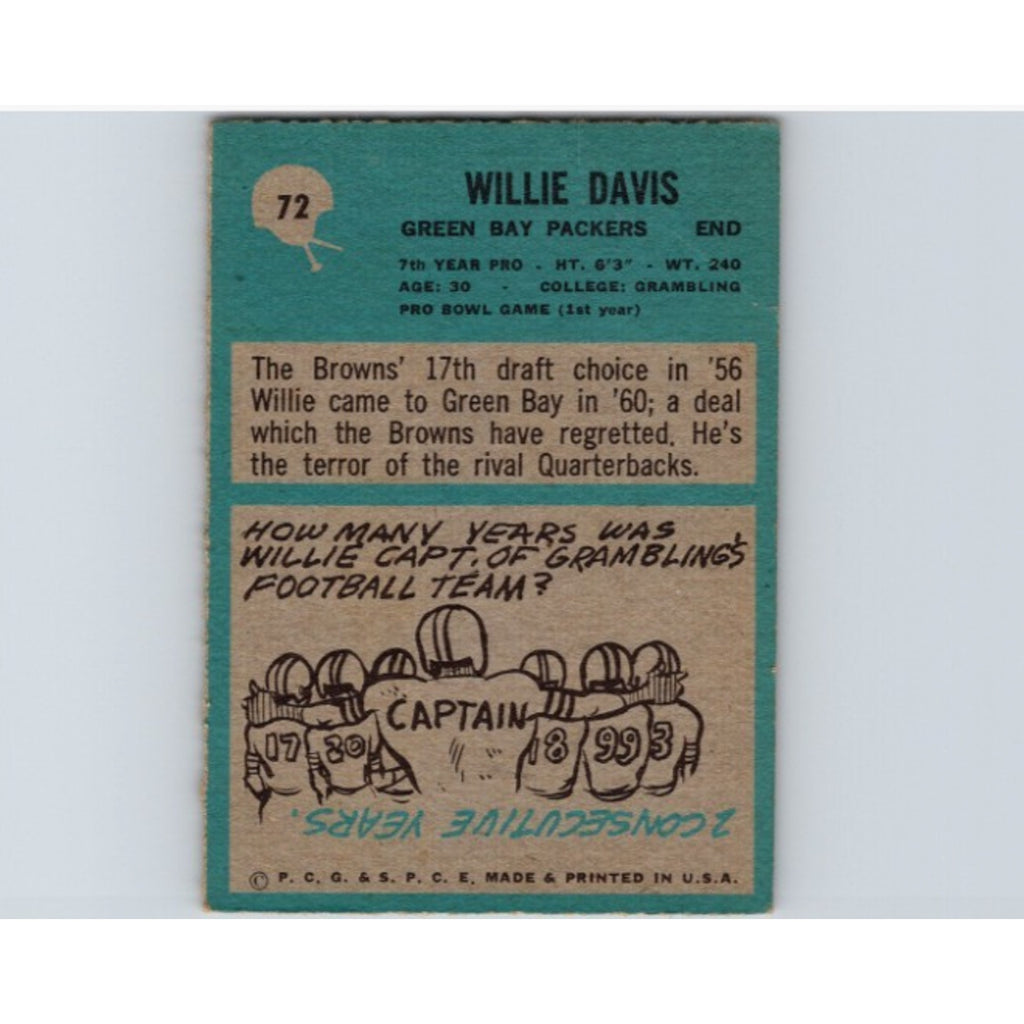 72
WILLIE DAVIS
GREEN BAY PACKERS END
7th YEAR PRO - HT. 6'3" - WT. 240
AGE: 30 - COLLEGE: GRAMBLING
PRO BOWL GAME (1st year)
The Browns' 17th draft choice in '56
Willie came to Green Bay in '60; a deal
which the Browns have regretted. He's
the terror of the rival Quarterbacks.
HOW MANY YEARS WAS
WILLIE CAPT. OF GRAMBLING'S
FOOTBALL TEAM?
CAPTAIN
17 20 18 99 3
2 CONSECUTIVE YEARS.
© P. C. G. & S. P. C. E. MADE & PRINTED IN U.S.A.